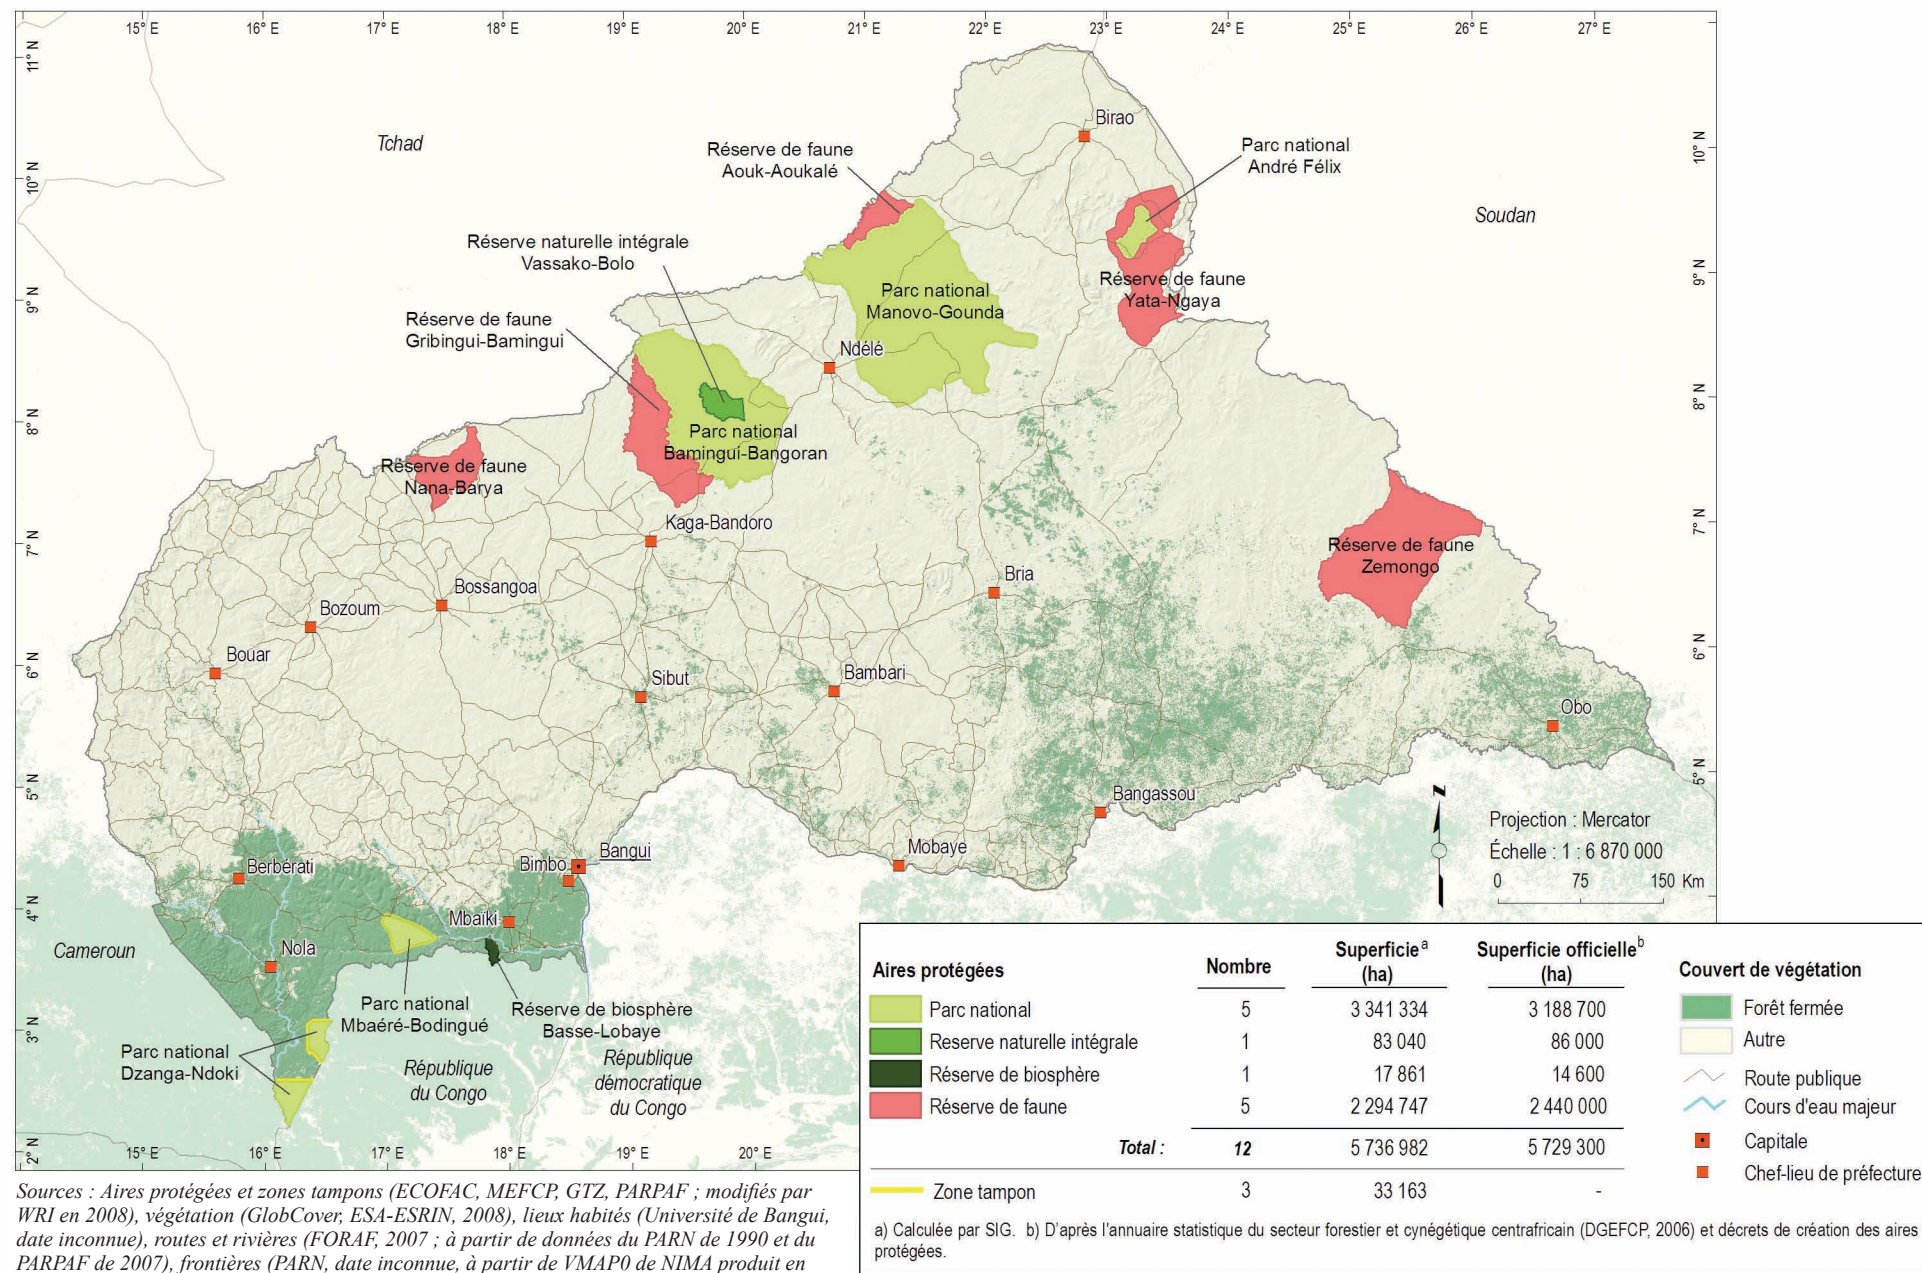 15° E 16° E 17° E 18° E 19° E 20° E 21° E 22° E 23° E 24° E 25° E 26° E 27° E
11° N
10° N
9° N
8° N
7° N
6° N
5° N
4° N
3° N
2° N
10° N
9° N
8° N
7° N
6° N
5° N
Tchad
Soudan
Birao
Réserve de faune
Aouk-Aoukalé
Parc national
André Félix
Réserve naturelle intégrale
Vassako-Bolo
Parc national
Manovo-Gounda
Réserve de faune
Yata-Ngaya
Réserve de faune
Gribingui-Bamingui
Ndélé
Parc national
Bamingui-Bangoran
Réserve de faune
Nana-Barya
Kaga-Bandoro
Réserve de faune
Zemongo
Bria
Bossangoa
Bozoum
Bouar
Sibut
Bambari
Obo
Bangassou
Mobaye
Bangui
Bimbo
Berbérati
Mbaïki
Nola
Cameroun
Parc national
Mbaéré-Bodingué
Réserve de biosphère
Basse-Lobaye
Parc national
Dzanga-Ndoki
République
du Congo
République
démocratique
du Congo
15° E 16° E 17° E 18° E 19° E 20° E
z
Projection : Mercator
Échelle : 1 : 6 870 000
0 75 150 Km
Aires protégées Nombre Superficie a (ha) Superficie officielle b (ha)
Parc national 5 3 341 334 3 188 700
Reserve naturelle intégrale 1 83 040 86 000
Réserve de biosphère 1 17 861 14 600
Réserve de faune 5 2 294 747 2 440 000
Total : 12 5 736 982 5 729 300
Zone tampon 3 33 163 -
Couvert de végétation
Forêt fermée
Autre
Route publique
Cours d'eau majeur
Capitale
Chef-lieu de préfecture
a) Calculée par SIG. b) D'après l'annuaire statistique du secteur forestier et cynégétique centrafricain (DGEFCP, 2006) et décrets de création des aires
protégées.
Sources : Aires protégées et zones tampons (ECOFAC, MEFCP, GTZ, PARPAF ; modifiés par
WRI en 2008), végétation (GlobCover, ESA-ESRIN, 2008), lieux habités (Université de Bangui,
date inconnue), routes et rivières (FORAF, 2007 ; à partir de données du PARN de 1990 et du
PARPAF de 2007), frontières (PARN, date inconnue, à partir de VMAP0 de NIMA produit en